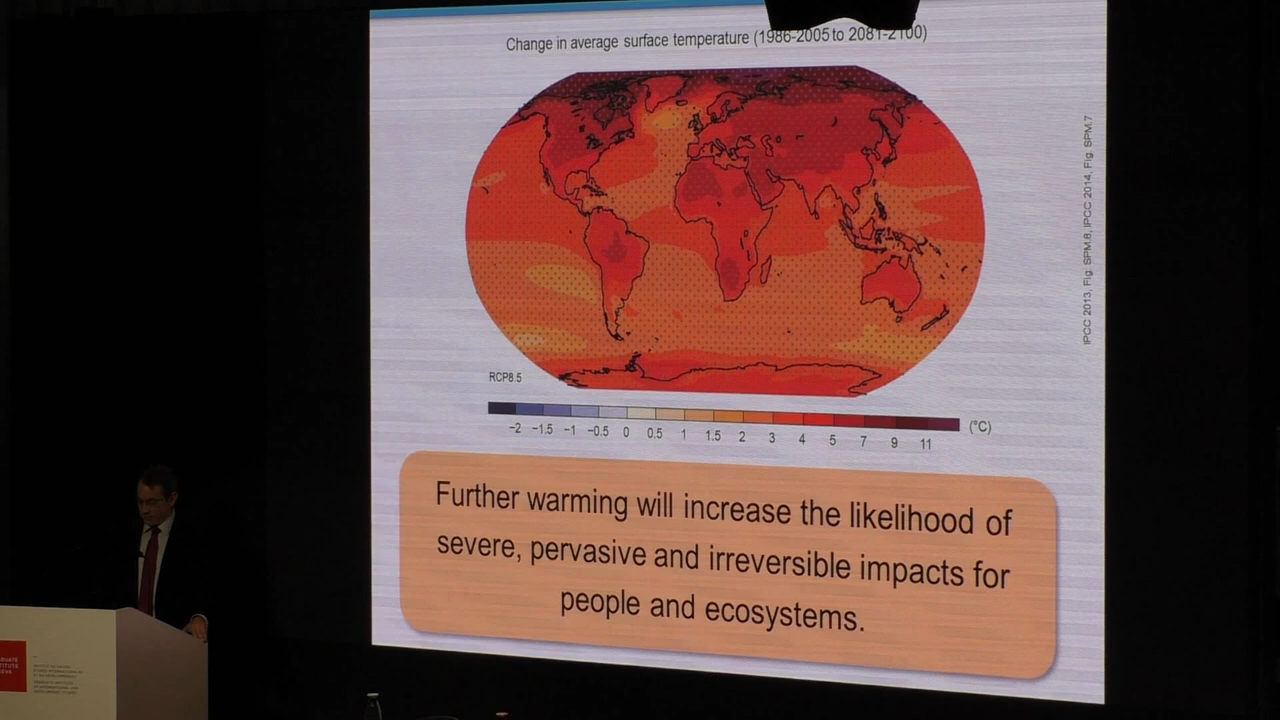 Change in average surface temperature (1986-2005 to 2081-2100)
IPCC 2013, Fig. SPM.8, IPCC 2014, Fig. SPM.7
RCP8.5
−2 −1.5 −1 −0.5 0 0.5 1 1.5 2 3 4 5 7 9 11 (°C)
Further warming will increase the likelihood of
severe, pervasive and irreversible impacts for
people and ecosystems.